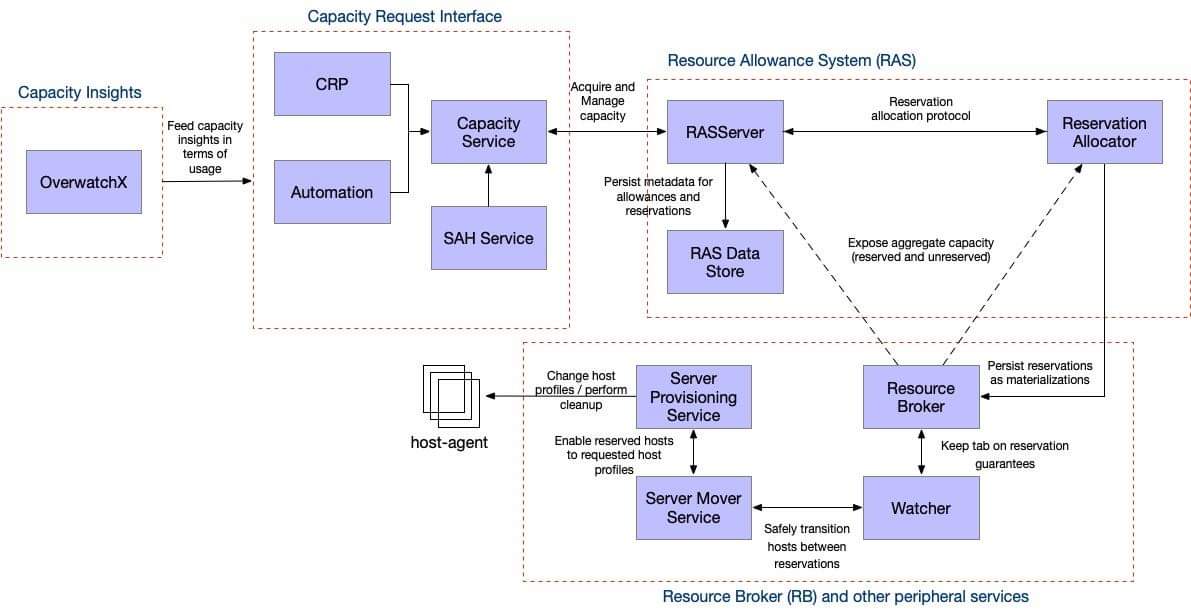 Capacity Request Interface
Capacity Insights
OverwatchX
Feed capacity
insights in
terms of
usage
CRP
Automation
Capacity
Service
SAH Service
Acquire and
Manage
capacity
Resource Allowance System (RAS)
RASServer
Reservation
allocation protocol
Reservation
Allocator
Persist metadata for
allowances and
reservations
RAS Data
Store
Expose aggregate capacity
(reserved and unreserved)
Persist reservations
as materializations
host-agent
Change host
profiles / perform
cleanup
Server
Provisioning
Service
Resource
Broker
Enable reserved hosts
to requested host
profiles
Keep tab on reservation
guarantees
Server Mover
Service
Safely transition
hosts between
reservations
Watcher
Resource Broker (RB) and other peripheral services